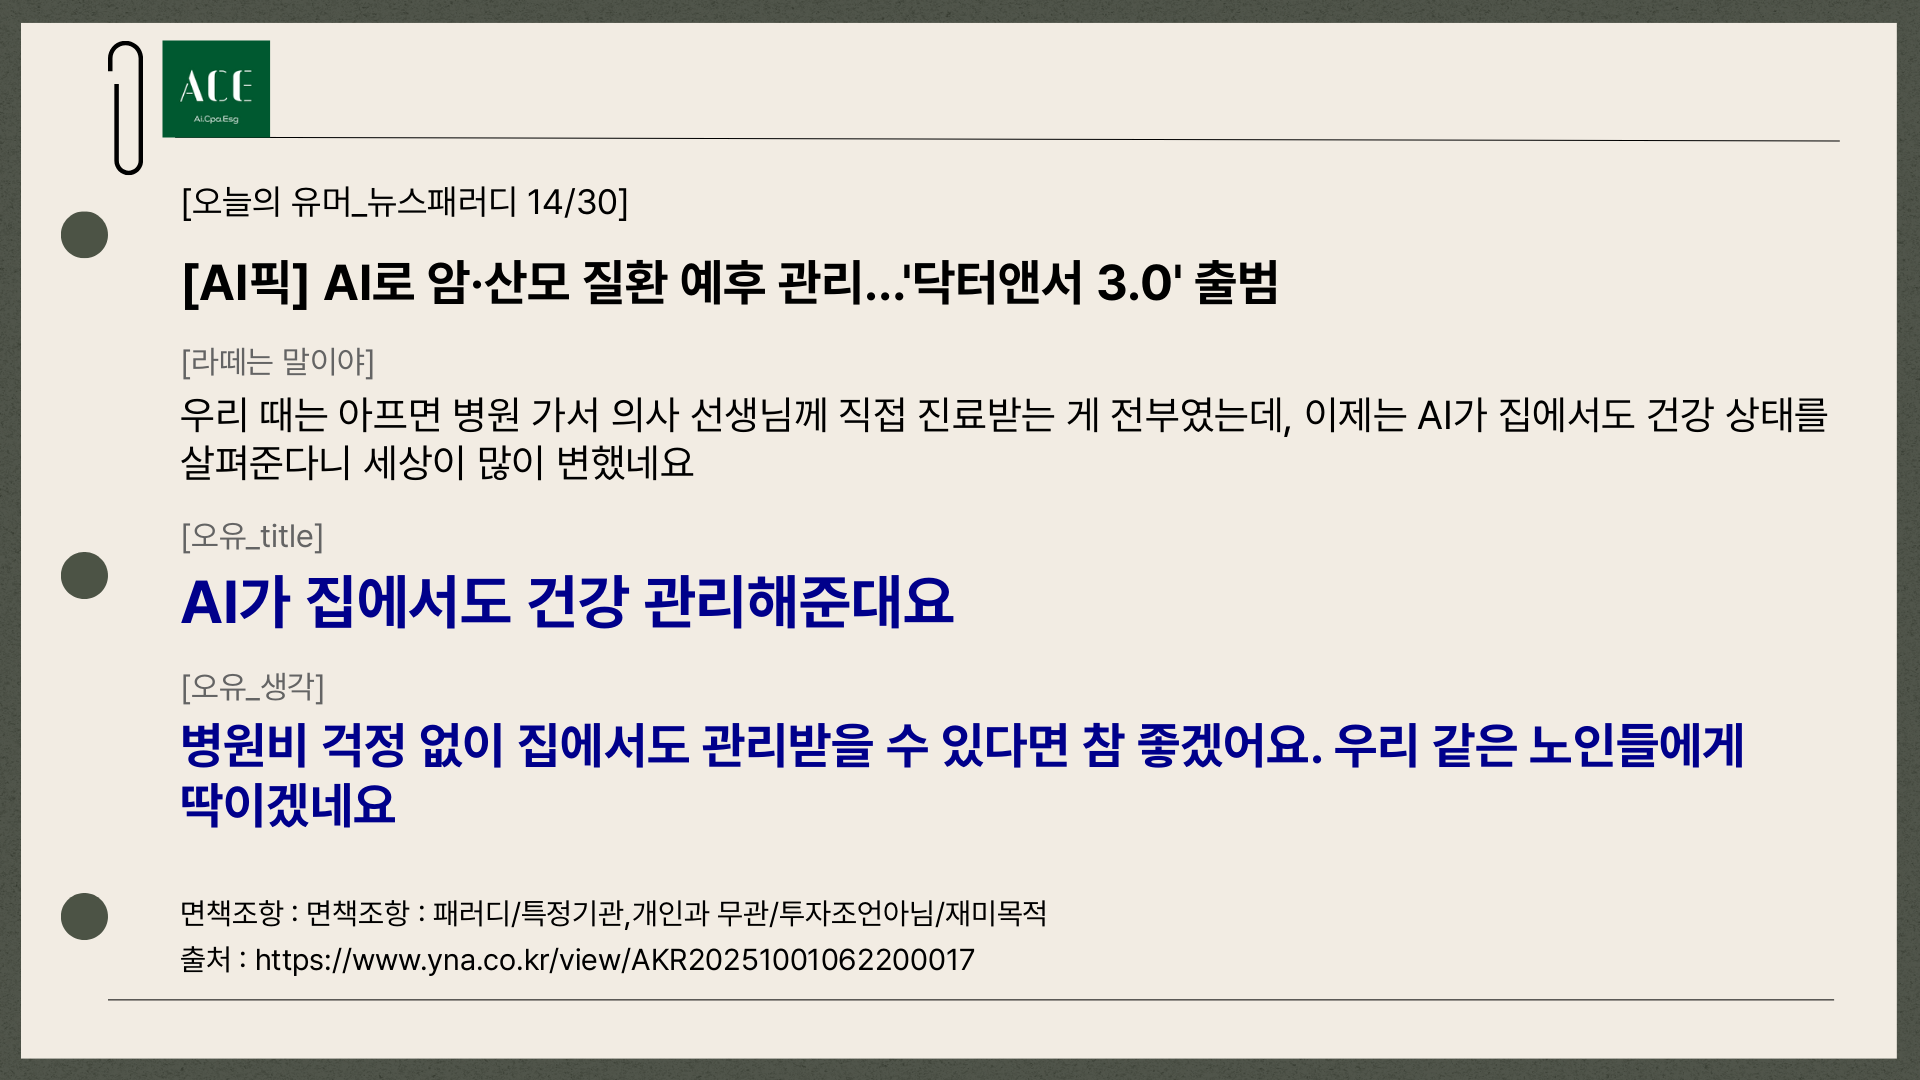 ACE
Ai.Cpa.Esg
[오늘의 유머_뉴스패러디 14/30]
[AI픽] AI로 암·산모 질환 예후 관리...'닥터앤서 3.0' 출범
[라떼는 말이야]
우리 때는 아프면 병원 가서 의사 선생님께 직접 진료받는 게 전부였는데, 이제는 AI가 집에서도 건강 상태를
살펴준다니 세상이 많이 변했네요
[오유_title]
AI가 집에서도 건강 관리해준대요
[오유_생각]
병원비 걱정 없이 집에서도 관리받을 수 있다면 참 좋겠어요. 우리 같은 노인들에게
딱이겠네요
면책조항 : 면책조항 : 패러디/특정기관,개인과 무관/투자조언아님/재미목적
출처 : https://www.yna.co.kr/view/AKR20251001062200017